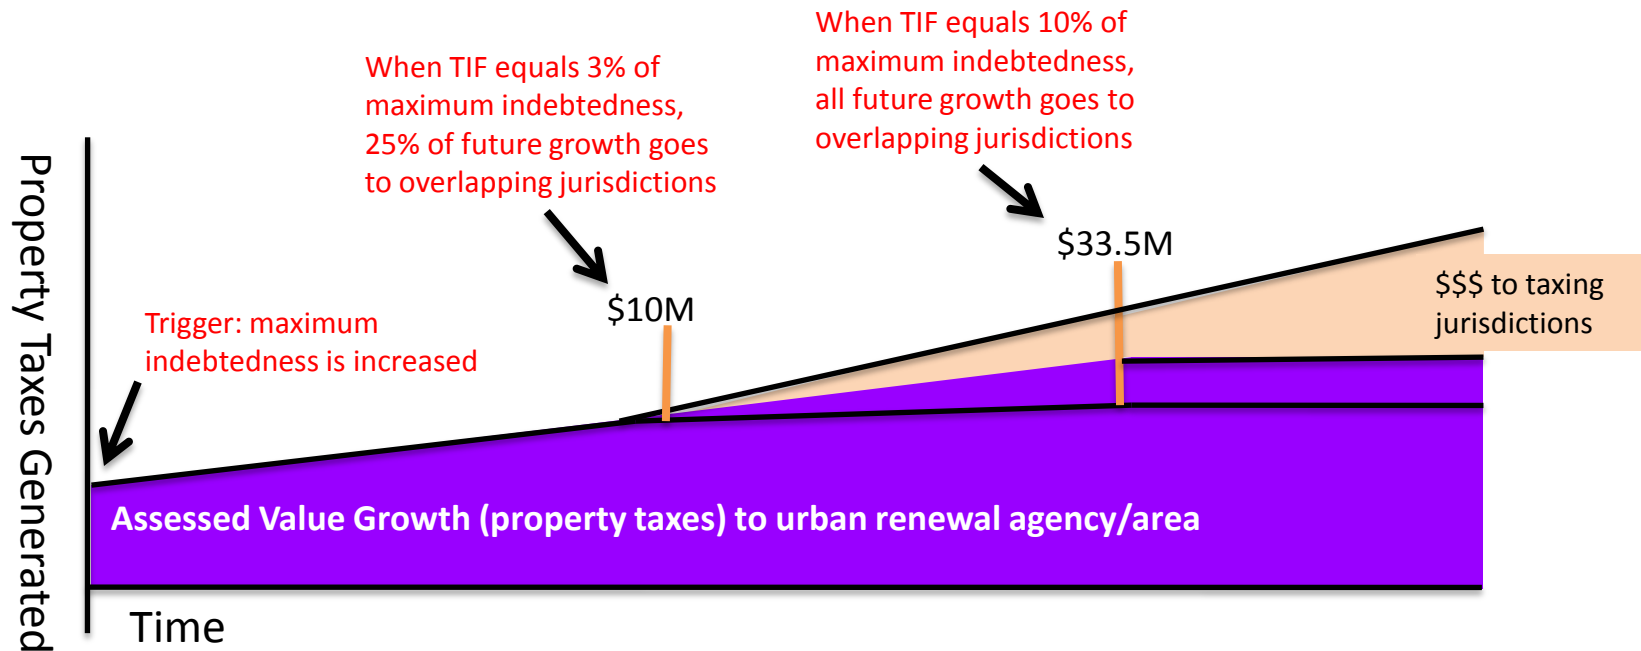 When TIF equals 10% of
maximum indebtedness,
all future growth goes to
overlapping jurisdictions
When TIF equals 3% of
maximum indebtedness,
25% of future growth goes
to overlapping jurisdictions
Property Taxes Generated
$33.5M
$10M
$$$ to taxing
jurisdictions
Trigger: maximum
indebtedness is increased
Assessed Value Growth (property taxes) to urban renewal agency/area
Time